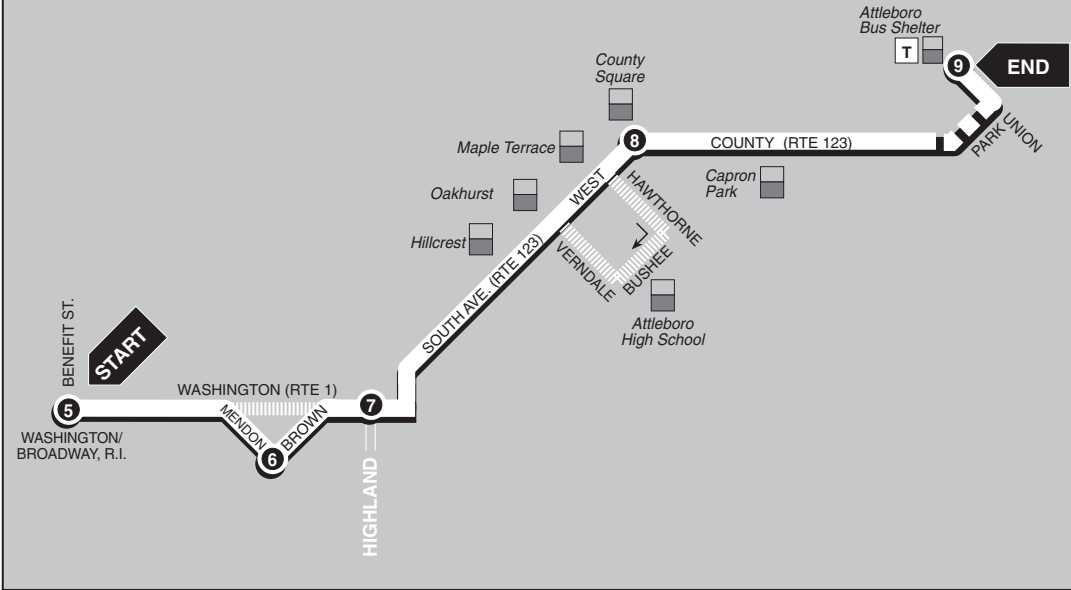 Attleboro
Bus Shelter
T
9
END
County
Square
UNION
PARK
8
COUNTY (RTE 123)
Maple Terrace
WEST
HAWTHORNE
Capron
Park
Oakhurst
Hillcrest
SOUTH AVE. (RTE 123)
VERNDALE
BUSHEE
Attleboro
High School
BENEFIT ST.
START
WASHINGTON (RTE 1)
5
7
MENDON
BROWN
WASHINGTON/
BROADWAY, R.I.
6
HIGHLAND